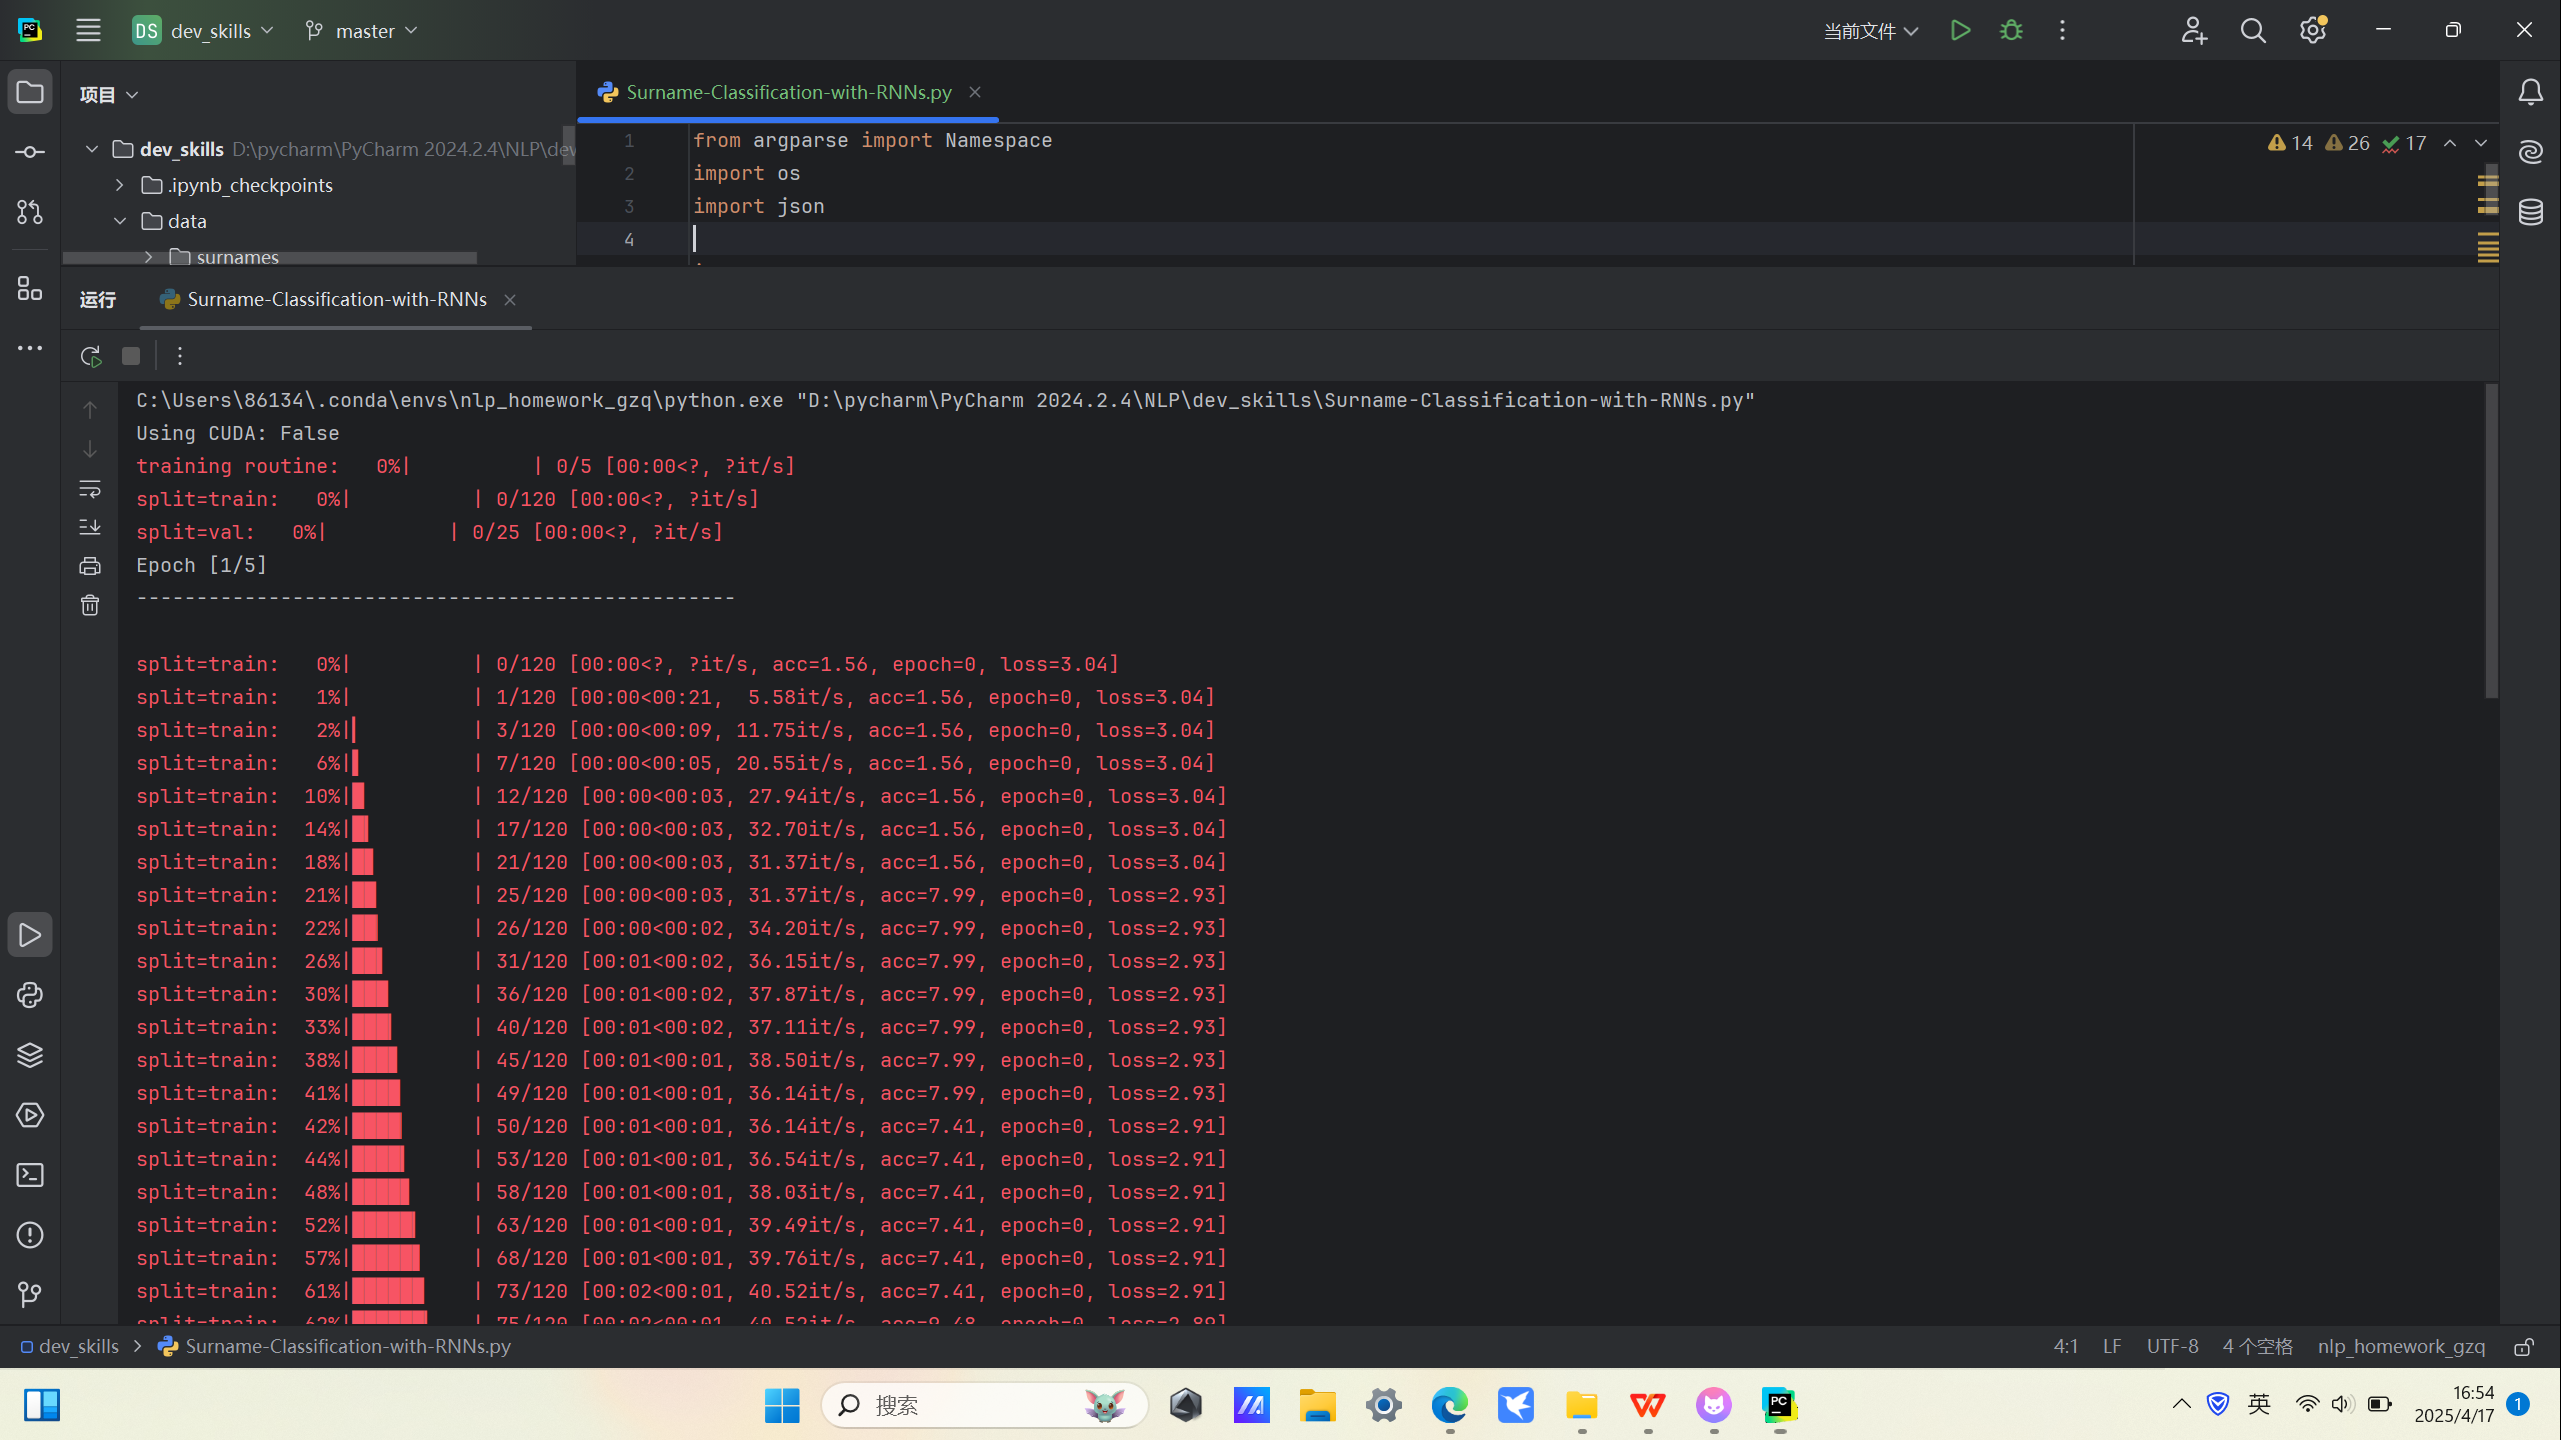 PC
DS dev_skills master 当前文件
项目
dev_skills D:\pycharm\PyCharm 2024.2.4\NLP\dev
.ipynb_checkpoints
data
surnames
Surname-Classification-with-RNNs.py
14 26 17
1 from argparse import Namespace
2 import os
3 import json
4
运行 Surname-Classification-with-RNNs
C:\Users\86134\.conda\envs\nlp_homework_gzq\python.exe "D:\pycharm\PyCharm 2024.2.4\NLP\dev_skills\Surname-Classification-with-RNNs.py"
Using CUDA: False
training routine:   0%|          | 0/5 [00:00<?, ?it/s]
split=train:   0%|          | 0/120 [00:00<?, ?it/s]
split=val:   0%|          | 0/25 [00:00<?, ?it/s]
Epoch [1/5]
--------------------------------------------------
split=train:   0%|          | 0/120 [00:00<?, ?it/s, acc=1.56, epoch=0, loss=3.04]
split=train:   1%|          | 1/120 [00:00<00:21,  5.58it/s, acc=1.56, epoch=0, loss=3.04]
split=train:   2%|▎         | 3/120 [00:00<00:09, 11.75it/s, acc=1.56, epoch=0, loss=3.04]
split=train:   6%|▌         | 7/120 [00:00<00:05, 20.55it/s, acc=1.56, epoch=0, loss=3.04]
split=train:  10%|█         | 12/120 [00:00<00:03, 27.94it/s, acc=1.56, epoch=0, loss=3.04]
split=train:  14%|█▍        | 17/120 [00:00<00:03, 32.70it/s, acc=1.56, epoch=0, loss=3.04]
split=train:  18%|█▊        | 21/120 [00:00<00:03, 31.37it/s, acc=1.56, epoch=0, loss=3.04]
split=train:  21%|██        | 25/120 [00:00<00:03, 31.37it/s, acc=7.99, epoch=0, loss=2.93]
split=train:  22%|██▏       | 26/120 [00:00<00:02, 34.20it/s, acc=7.99, epoch=0, loss=2.93]
split=train:  26%|██▌       | 31/120 [00:01<00:02, 36.15it/s, acc=7.99, epoch=0, loss=2.93]
split=train:  30%|███       | 36/120 [00:01<00:02, 37.87it/s, acc=7.99, epoch=0, loss=2.93]
split=train:  33%|███▎      | 40/120 [00:01<00:02, 37.11it/s, acc=7.99, epoch=0, loss=2.93]
split=train:  38%|███▊      | 45/120 [00:01<00:01, 38.50it/s, acc=7.99, epoch=0, loss=2.93]
split=train:  41%|████      | 49/120 [00:01<00:01, 36.14it/s, acc=7.99, epoch=0, loss=2.93]
split=train:  42%|████▏     | 50/120 [00:01<00:01, 36.14it/s, acc=7.41, epoch=0, loss=2.91]
split=train:  44%|████▍     | 53/120 [00:01<00:01, 36.54it/s, acc=7.41, epoch=0, loss=2.91]
split=train:  48%|████▊     | 58/120 [00:01<00:01, 38.03it/s, acc=7.41, epoch=0, loss=2.91]
split=train:  52%|█████▎    | 63/120 [00:01<00:01, 39.49it/s, acc=7.41, epoch=0, loss=2.91]
split=train:  57%|█████▋    | 68/120 [00:01<00:01, 39.76it/s, acc=7.41, epoch=0, loss=2.91]
split=train:  61%|██████    | 73/120 [00:02<00:01, 40.52it/s, acc=7.41, epoch=0, loss=2.91]
split=train:  62%|██████▎   | 75/120 [00:02<00:01, 40.52it/s, acc=9.48, epoch=0, loss=2.89]
dev_skills > Surname-Classification-with-RNNs.py 4:1 LF UTF-8 4 个空格 nlp_homework_gzq
搜索
PC
英
16:54
2025/4/17
1